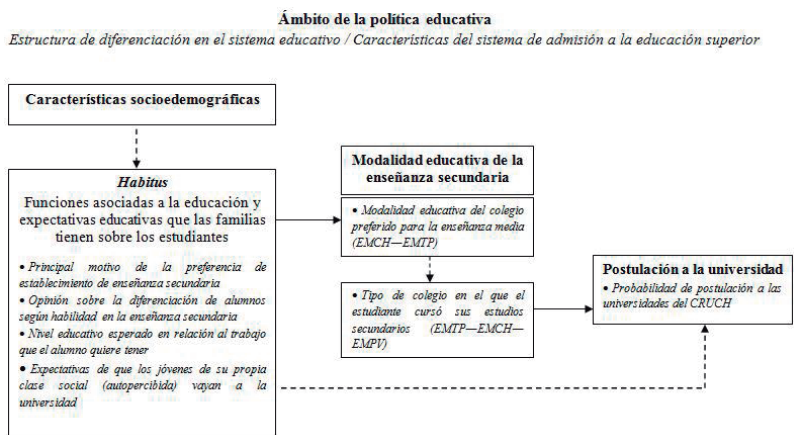 Ámbito de la política educativa
Estructura de diferenciación en el sistema educativo / Características del sistema de admisión a la educación superior
Características sociodemográficas
Habitus
Funciones asociadas a la educación y
expectativas educativas que las familias
tienen sobre los estudiantes
• Principal motivo de la preferencia de
establecimiento de enseñanza secundaria
• Opinión sobre la diferenciación de alumnos
según habilidad en la enseñanza secundaria
• Nivel educativo esperado en relación al trabajo
que el alumno quiere tener
• Expectativas de que los jóvenes de su propia
clase social (autopercibida) vayan a la
universidad
Modalidad educativa de la
enseñanza secundaria
• Modalidad educativa del colegio
preferido para la enseñanza media
(EMCH—EMTP)
• Tipo de colegio en el que el
estudiante cursó sus estudios
secundarios (EMTP—EMCH—
EMPV)
Postulación a la universidad
• Probabilidad de postulación a las
universidades del CRUCH